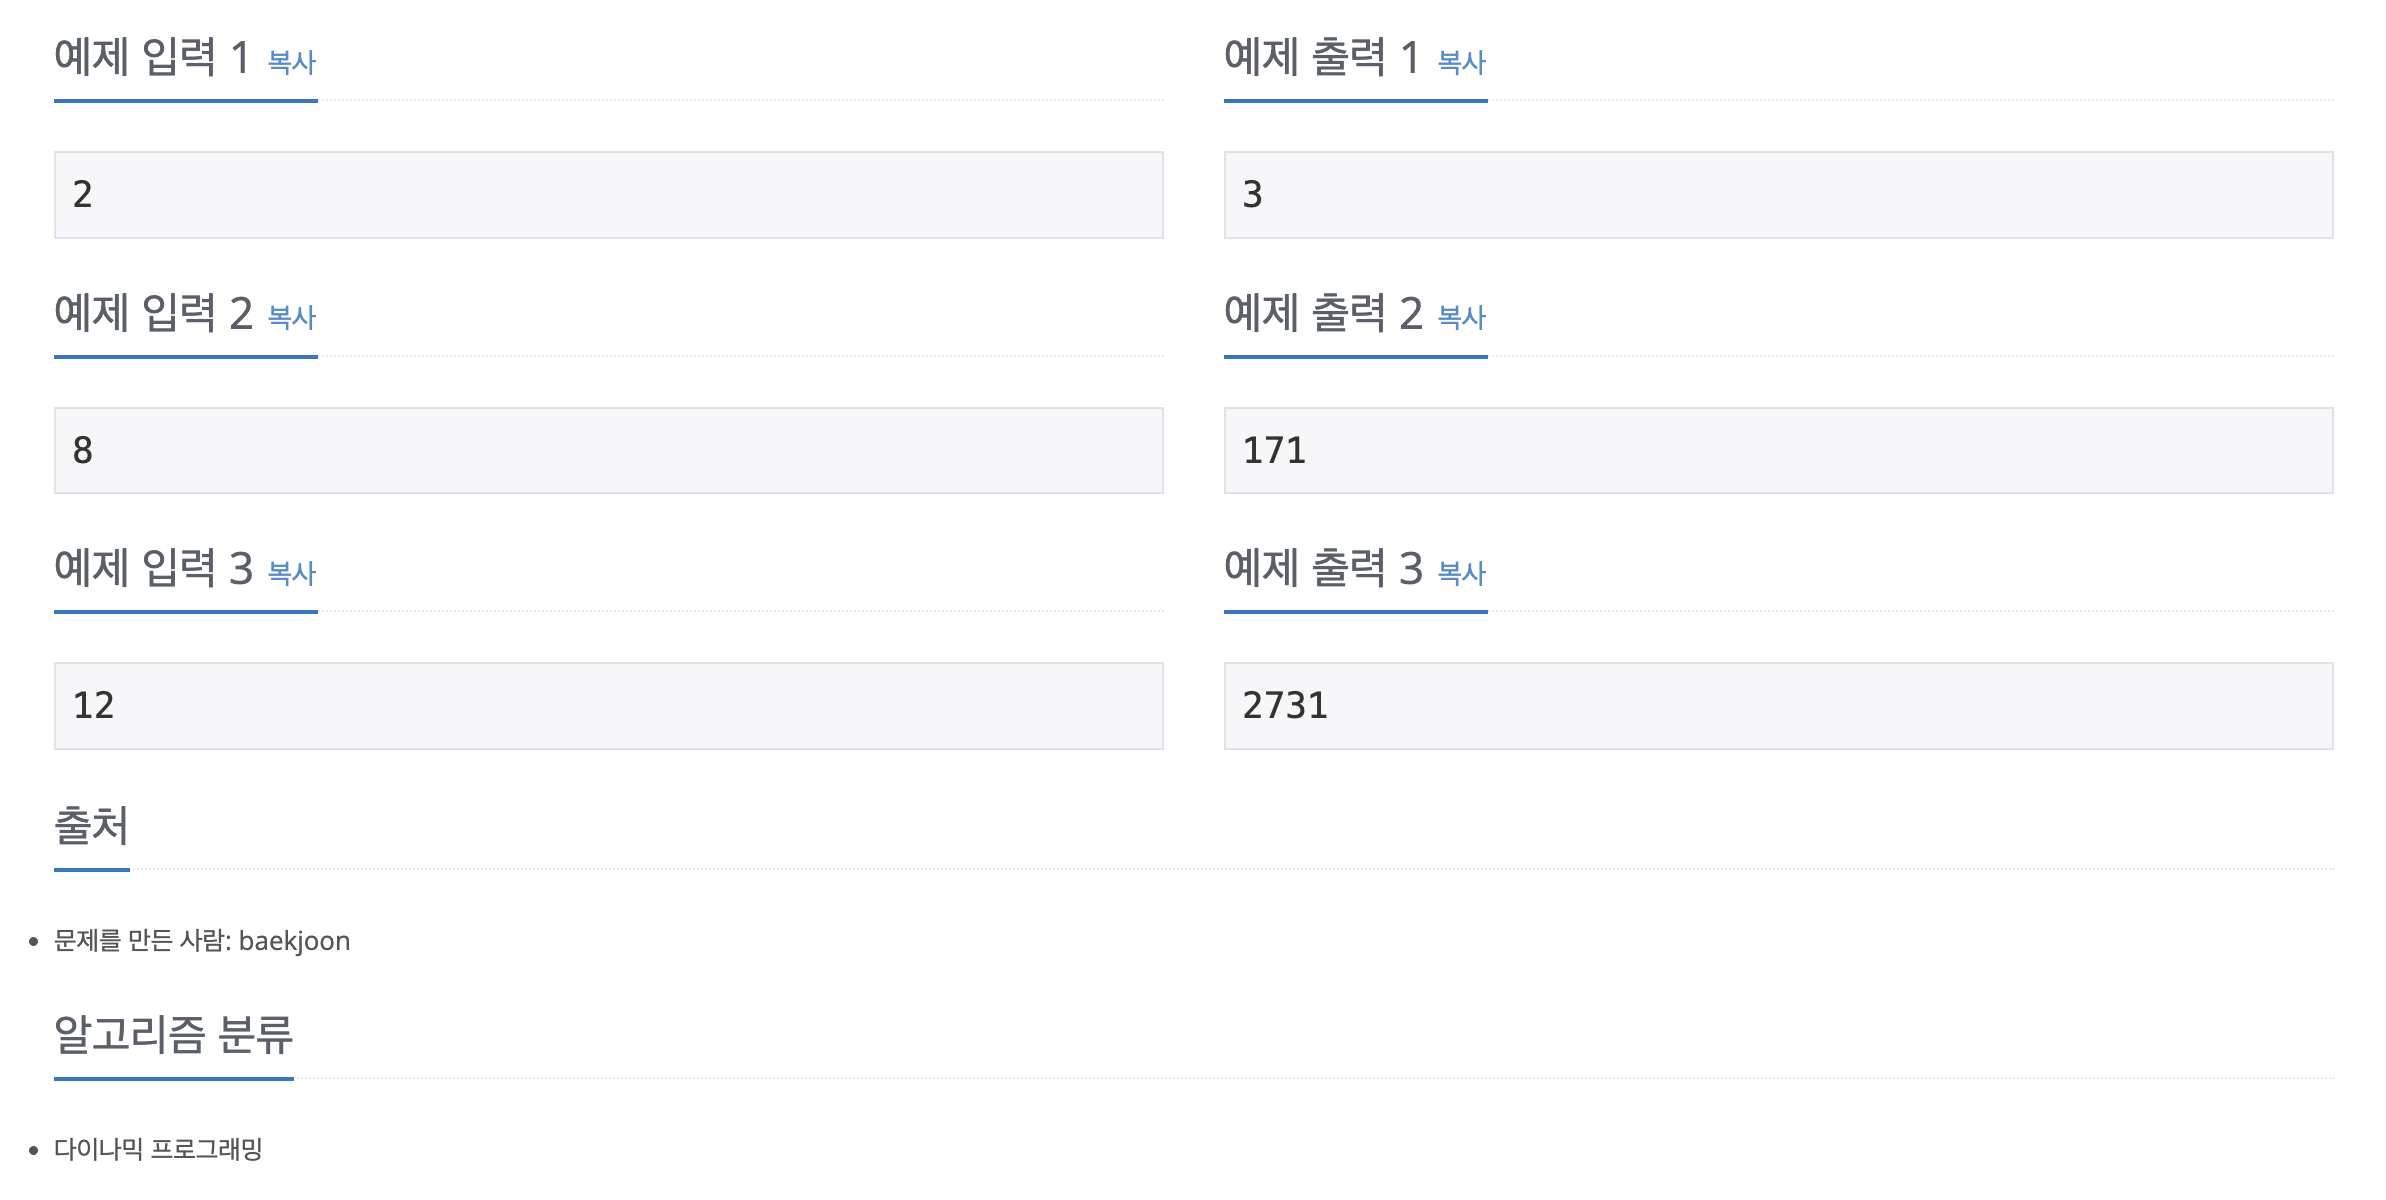 예제 입력 1 복사
예제 출력 1 복사
2
3
예제 입력 2 복사
예제 출력 2 복사
8
171
예제 입력 3 복사
예제 출력 3 복사
12
2731
출처
문제를 만든 사람: baekjoon
알고리즘 분류
다이나믹 프로그래밍